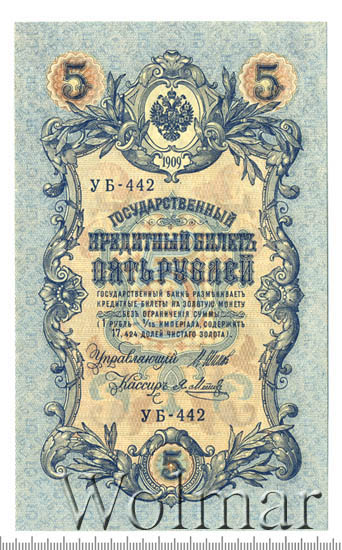 5 5
1909
УБ-442
ГОСУДАРСТВЕННЫЙ
КРЕДИТНЫЙ БИЛЕТЪ
ПЯТЬ РУБЛЕЙ
ГОСУДАРСТВЕННЫЙ БАНКЪ РАЗМѢНИВАЕТЪ
КРЕДИТНЫЕ БИЛЕТЫ НА ЗОЛОТУЮ МОНЕТУ
БЕЗЪ ОГРАНИЧЕНІЯ СУММЫ
(1 РУБЛЬ = 1/15 ИМПЕРІАЛА, СОДЕРЖИТЪ
17,424 ДОЛЕЙ ЧИСТАГО ЗОЛОТА).
Управляющій
Кассиръ
УБ-442
5
Wolmar